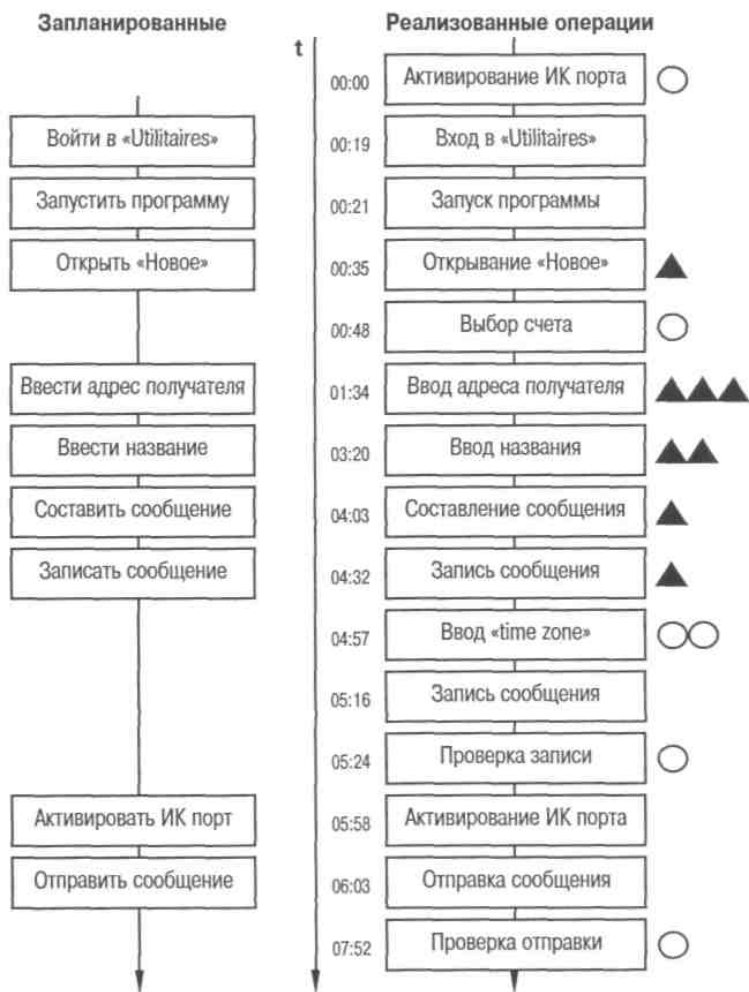 Запланированные
Реализованные операции
t
00:00 Активирование ИК порта
Войти в «Utilitaires» 00:19 Вход в «Utilitaires»
Запустить программу 00:21 Запуск программы
Открыть «Новое» 00:35 Открывание «Новое»
00:48 Выбор счета
Ввести адрес получателя 01:34 Ввод адреса получателя
Ввести название 03:20 Ввод названия
Составить сообщение 04:03 Составление сообщения
Записать сообщение 04:32 Запись сообщения
04:57 Ввод «time zone»
05:16 Запись сообщения
05:24 Проверка записи
Активировать ИК порт 05:58 Активирование ИК порта
Отправить сообщение 06:03 Отправка сообщения
07:52 Проверка отправки